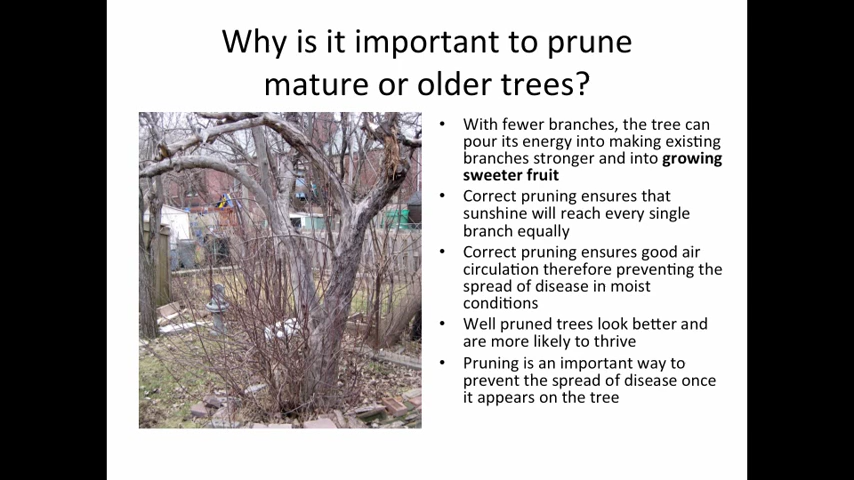 Why is it important to prune
mature or older trees?
• With fewer branches, the tree can
pour its energy into making existing
branches stronger and into growing
sweeter fruit
• Correct pruning ensures that
sunshine will reach every single
branch equally
• Correct pruning ensures good air
circulation therefore preventing the
spread of disease in moist
conditions
• Well pruned trees look better and
are more likely to thrive
• Pruning is an important way to
prevent the spread of disease once
it appears on the tree